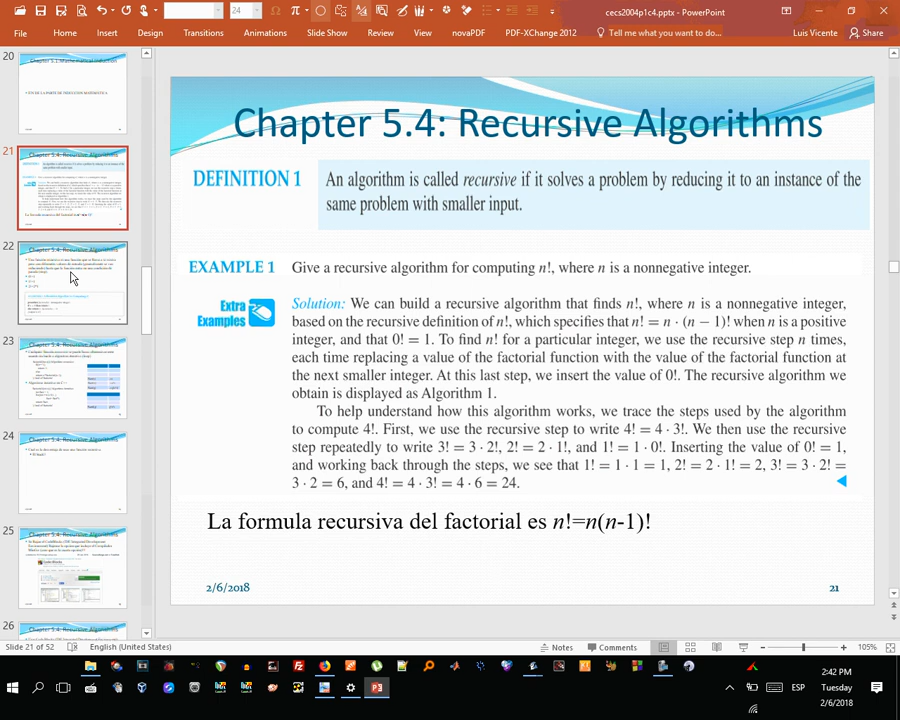 24
cecs2004p1c4.pptx - PowerPoint
File Home Insert Design Transitions Animations Slide Show Review View novaPDF PDF-XChange 2012 Tell me what you want to do... Luis Vicente Share
20
21
22
23
24
25
26
Chapter 5.4: Recursive Algorithms
DEFINITION 1 An algorithm is called recursive if it solves a problem by reducing it to an instance of the
same problem with smaller input.
EXAMPLE 1 Give a recursive algorithm for computing n!, where n is a nonnegative integer.
Extra
Examples
Solution: We can build a recursive algorithm that finds n!, where n is a nonnegative integer,
based on the recursive definition of n!, which specifies that n! = n · (n − 1)! when n is a positive
integer, and that 0! = 1. To find n! for a particular integer, we use the recursive step n times,
each time replacing a value of the factorial function with the value of the factorial function at
the next smaller integer. At this last step, we insert the value of 0!. The recursive algorithm we
obtain is displayed as Algorithm 1.
To help understand how this algorithm works, we trace the steps used by the algorithm
to compute 4!. First, we use the recursive step to write 4! = 4 · 3!. We then use the recursive
step repeatedly to write 3! = 3 · 2!, 2! = 2 · 1!, and 1! = 1 · 0!. Inserting the value of 0! = 1,
and working back through the steps, we see that 1! = 1 · 1 = 1, 2! = 2 · 1! = 2, 3! = 3 · 2! =
3 · 2 = 6, and 4! = 4 · 3! = 4 · 6 = 24.
La formula recursiva del factorial es n!=n(n-1)!
2/6/2018 21
Slide 21 of 52 English (United States) Notes Comments 105%
ESP
2:42 PM
Tuesday
2/6/2018